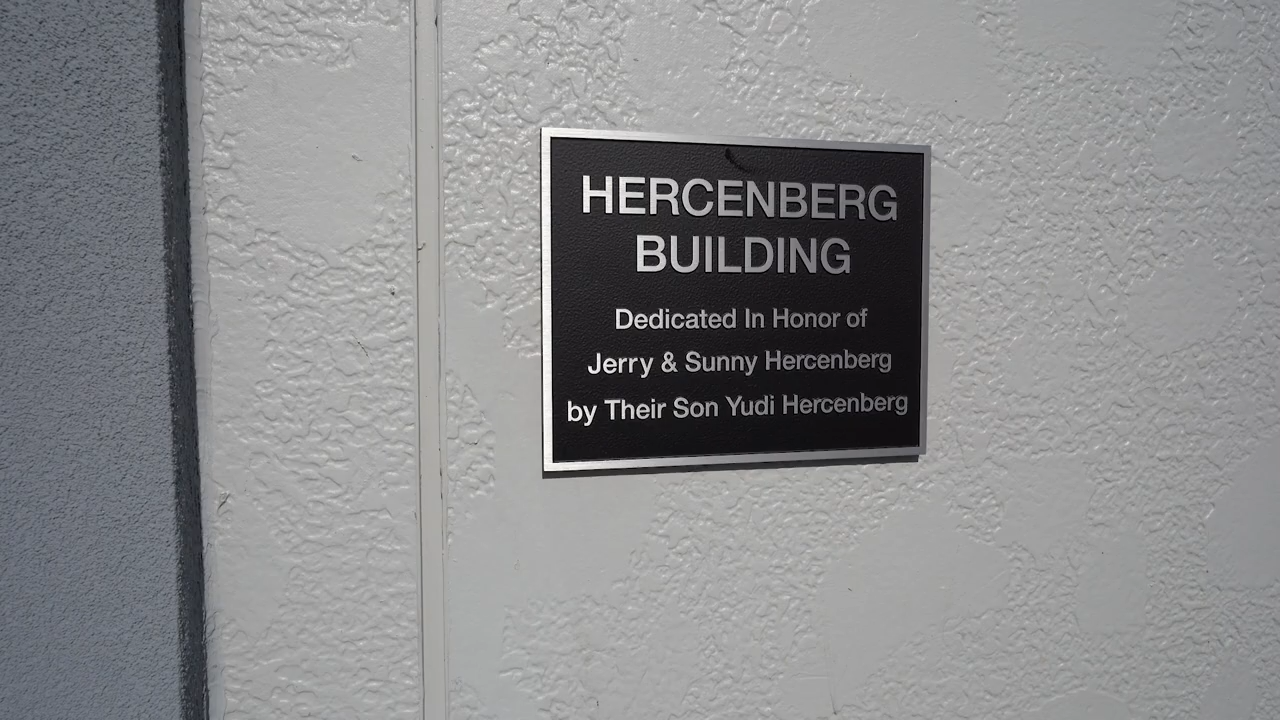 HERCENBERG
BUILDING
Dedicated In Honor of
Jerry & Sunny Hercenberg
by Their Son Yudi Hercenberg